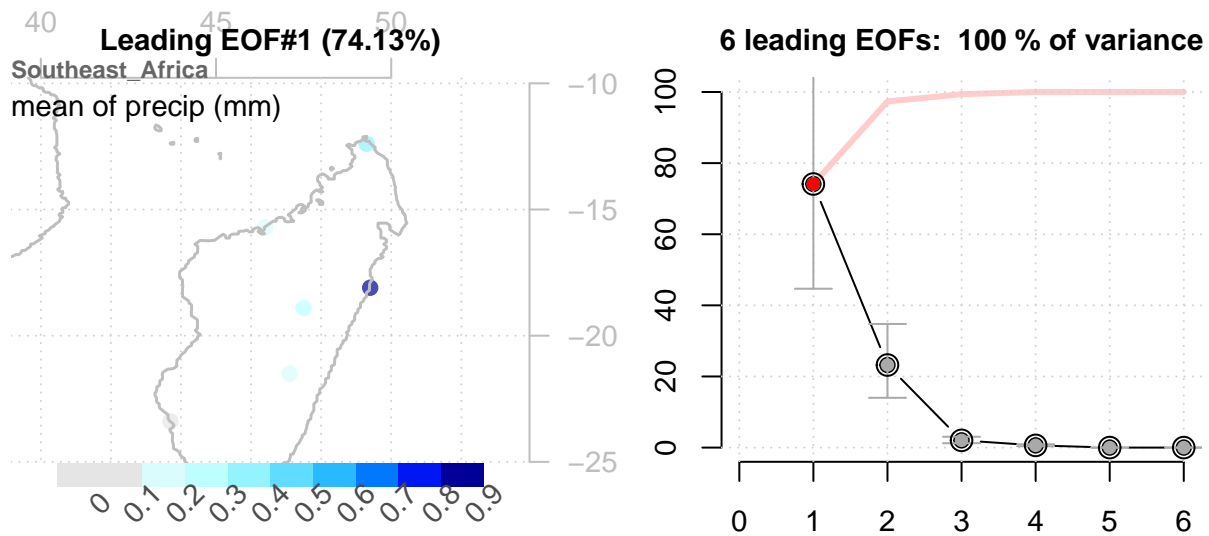 40 45 50
Leading EOF#1 (74.13%)
Southeast_Africa
mean of precip (mm)
−10
−15
−20
−25
0 0.1 0.2 0.3 0.4 0.5 0.6 0.7 0.8 0.9
6 leading EOFs: 100 % of variance
100
80
60
40
20
0
0 1 2 3 4 5 6